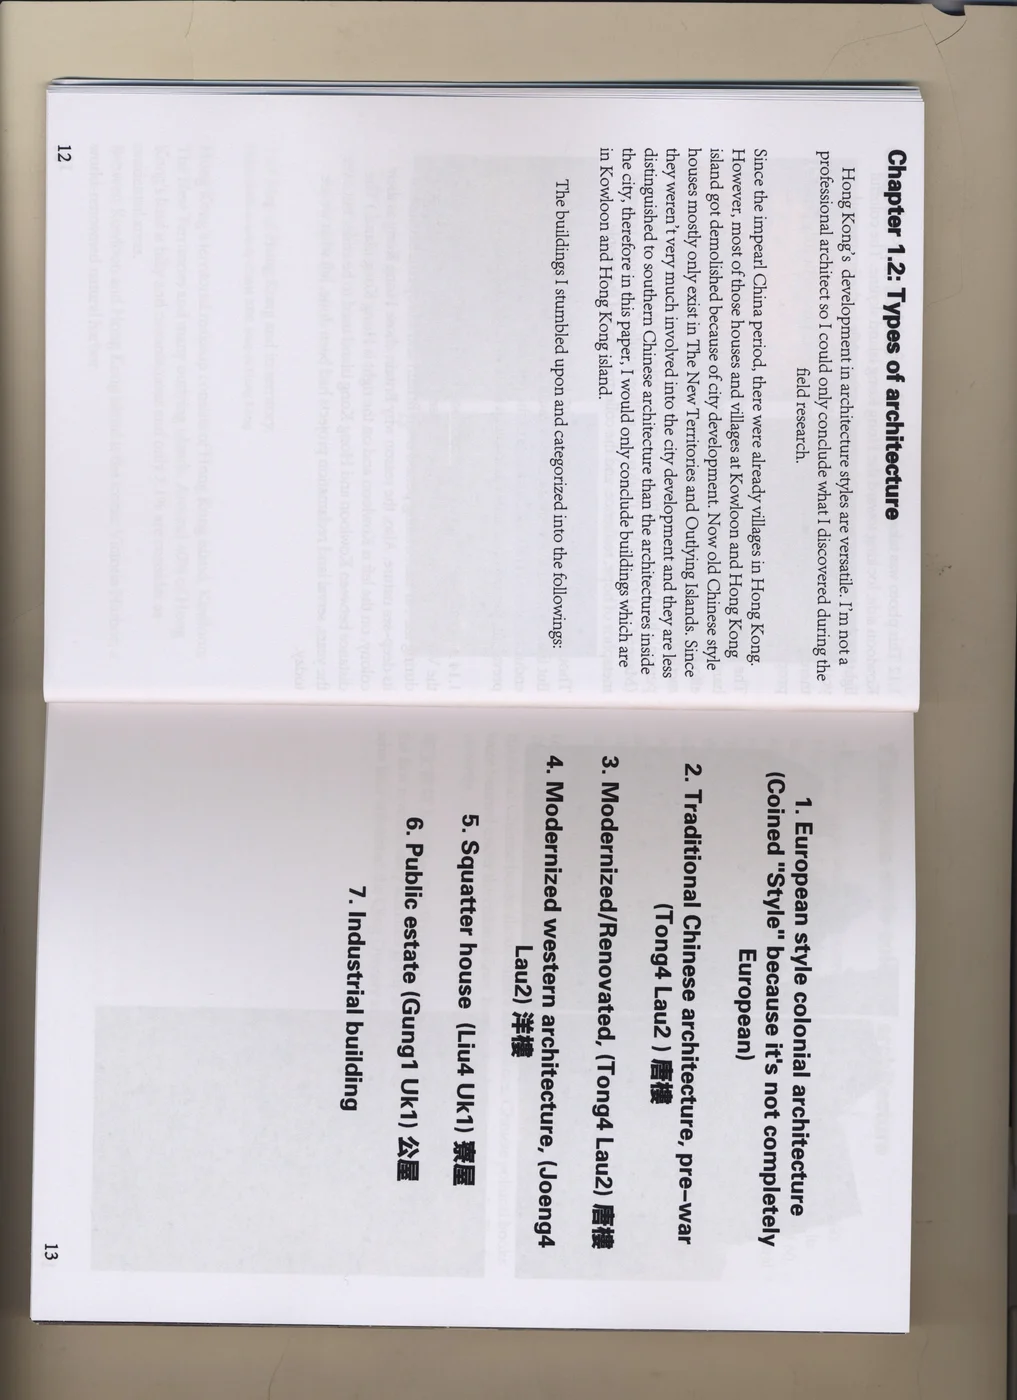 Chapter 1.2: Types of architecture
Hong Kong's development in architecture styles are versatile. I'm not a
professional architect so I could only conclude what I discovered during the
field research.
Since the impearl China period, there were already villages in Hong Kong.
However, most of those houses and villages at Kowloon and Hong Kong
island got demolished because of city development. Now old Chinese style
houses mostly only exist in The New Territories and Outlying Islands. Since
they weren't very much involved into the city development and they are less
distinguished to southern Chinese architecture than the architectures inside
the city, therefore in this paper, I would only conclude buildings which are
in Kowloon and Hong Kong island.
The buildings I stumbled upon and categorized into the followings:
12
1. European style colonial architecture
(Coined "Style" because it's not completely
European)
2. Traditional Chinese architecture, pre-war
(Tong4 Lau2 ) 唐樓
3. Modernized/Renovated, (Tong4 Lau2) 唐樓
4. Modernized western architecture, (Joeng4
Lau2) 洋樓
5. Squatter house (Liu4 Uk1) 寮屋
6. Public estate (Gung1 Uk1) 公屋
7. Industrial building
13